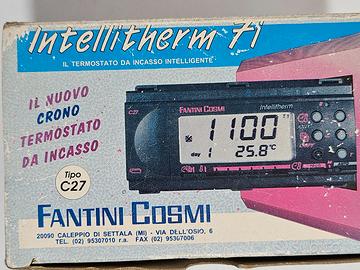 Intellitherm 71
IL TERMOSTATO DA INCASSO INTELLIGENTE
IL NUOVO
CRONO
TERMOSTATO
DA INCASSO
Tipo
C27
C27
FANTINI COSMI
Intellitherm
1100
day 1 25.8°C
FANTINI COSMI
20090 CALEPPIO DI SETTALA (MI) - VIA DELL'OSIO, 6
TEL. (02) 95307010 r.a. FAX (02) 95307006